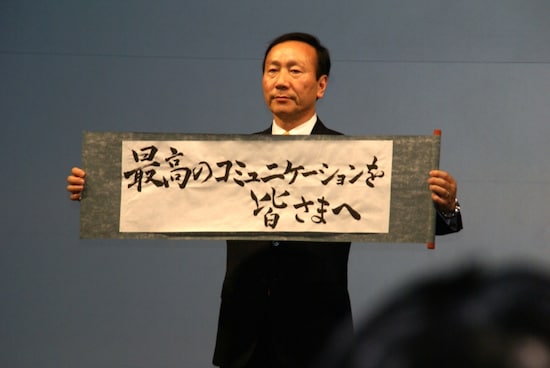 最高のコミュニケーションを
皆さまへ